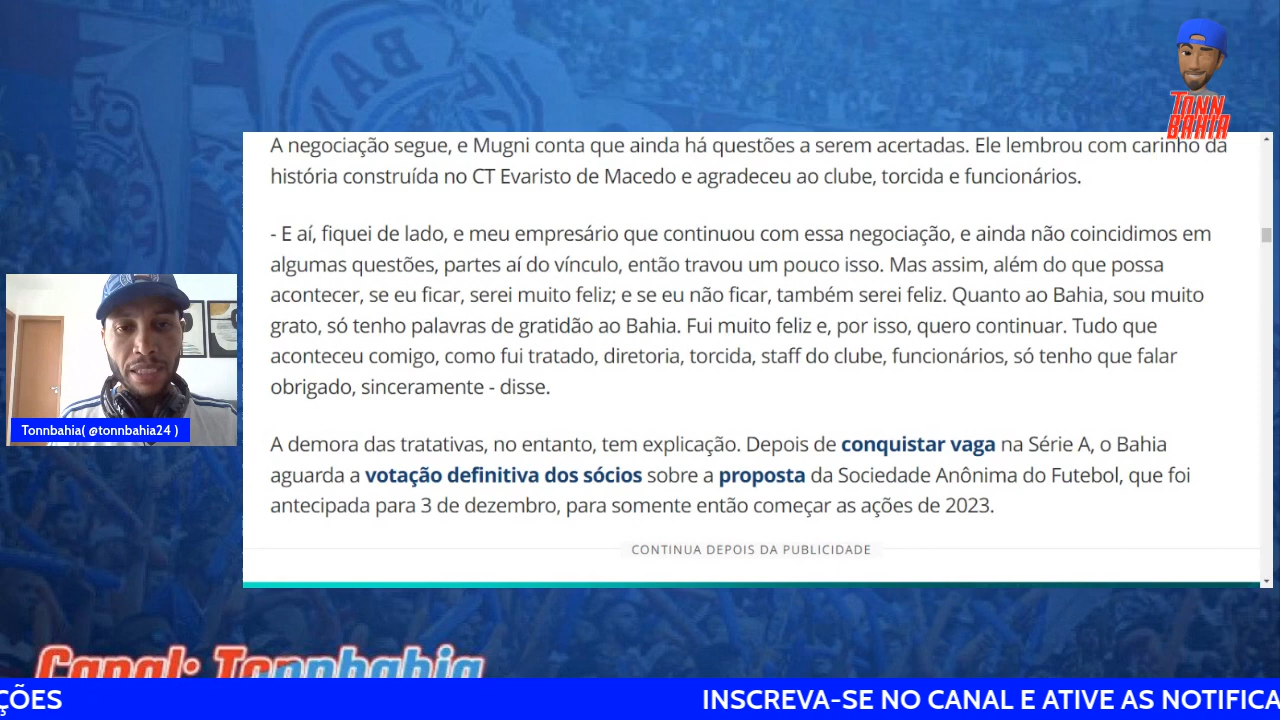 BAHIA
TONN
BAHIA
A negociação segue, e Mugni conta que ainda há questões a serem acertadas. Ele lembrou com carinho da
história construída no CT Evaristo de Macedo e agradeceu ao clube, torcida e funcionários.
- E aí, fiquei de lado, e meu empresário que continuou com essa negociação, e ainda não coincidimos em
algumas questões, partes aí do vínculo, então travou um pouco isso. Mas assim, além do que possa
acontecer, se eu ficar, serei muito feliz; e se eu não ficar, também serei feliz. Quanto ao Bahia, sou muito
grato, só tenho palavras de gratidão ao Bahia. Fui muito feliz e, por isso, quero continuar. Tudo que
aconteceu comigo, como fui tratado, diretoria, torcida, staff do clube, funcionários, só tenho que falar
obrigado, sinceramente - disse.
Tonnbahia( @tonnbahia24 )
A demora das tratativas, no entanto, tem explicação. Depois de conquistar vaga na Série A, o Bahia
aguarda a votação definitiva dos sócios sobre a proposta da Sociedade Anônima do Futebol, que foi
antecipada para 3 de dezembro, para somente então começar as ações de 2023.
CONTINUA DEPOIS DA PUBLICIDADE
Canal: Tonnbahia
ÇÕES INSCREVA-SE NO CANAL E ATIVE AS NOTIFICA